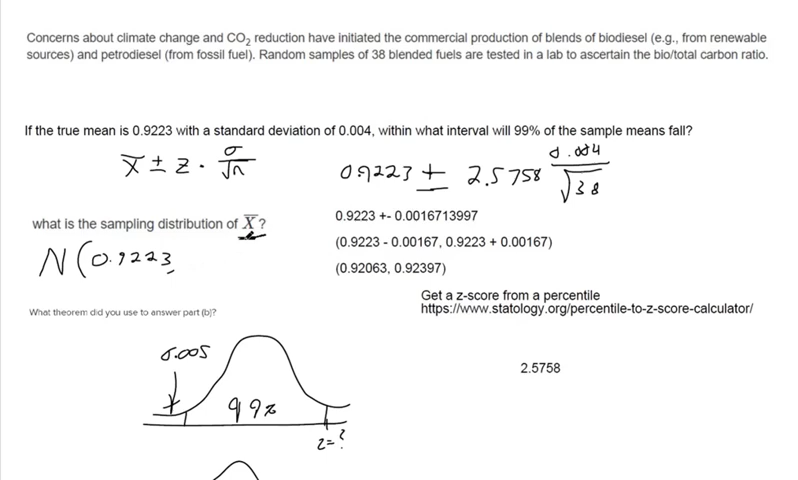 Concerns about climate change and CO₂ reduction have initiated the commercial production of blends of biodiesel (e.g., from renewable
sources) and petrodiesel (from fossil fuel). Random samples of 38 blended fuels are tested in a lab to ascertain the bio/total carbon ratio.
If the true mean is 0.9223 with a standard deviation of 0.004, within what interval will 99% of the sample means fall?
X̅ ± z · σ/√n
0.9223 ± 2.5758 0.004/√38
what is the sampling distribution of X̅?
N(0.9223,
0.9223 +- 0.0016713997
(0.9223 - 0.00167, 0.9223 + 0.00167)
(0.92063, 0.92397)
Get a z-score from a percentile
https://www.statology.org/percentile-to-z-score-calculator/
What theorem did you use to answer part (b)?
0.005
99%
z=?
2.5758